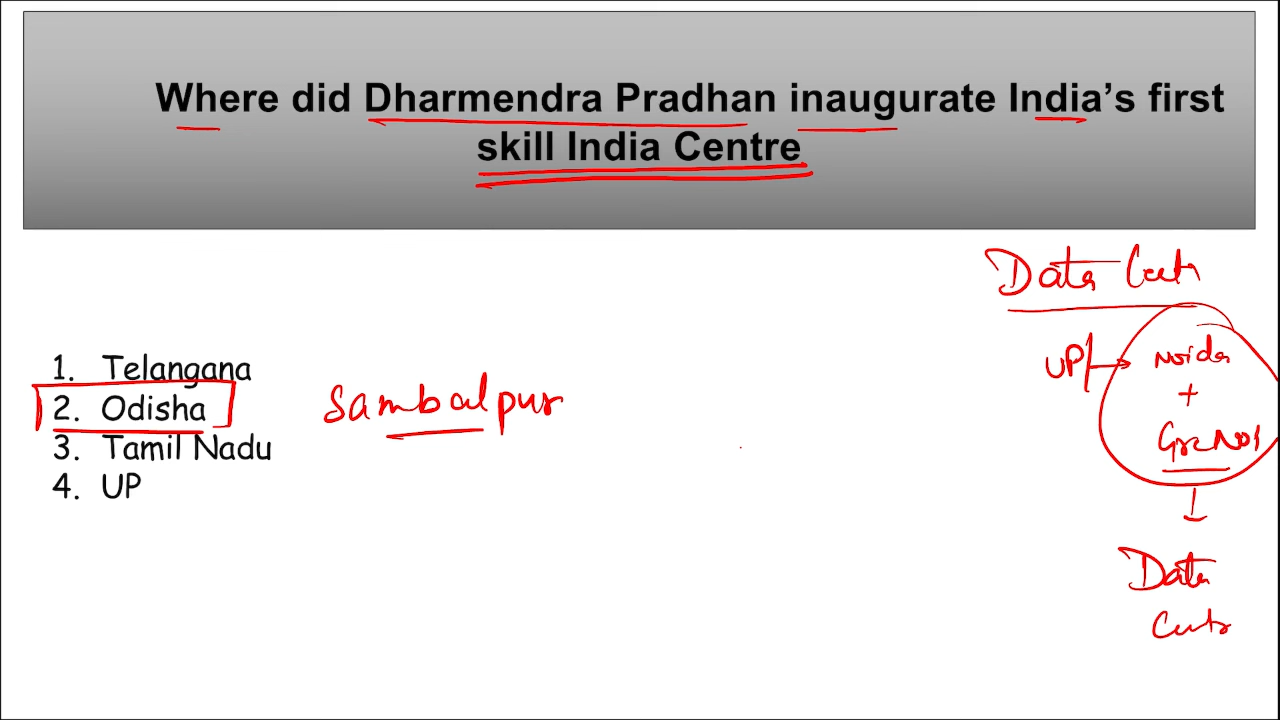 Where did Dharmendra Pradhan inaugurate India’s first
skill India Centre
1. Telangana
2. Odisha
3. Tamil Nadu
4. UP
Sambalpur
Data
UP
Noida
+
Data